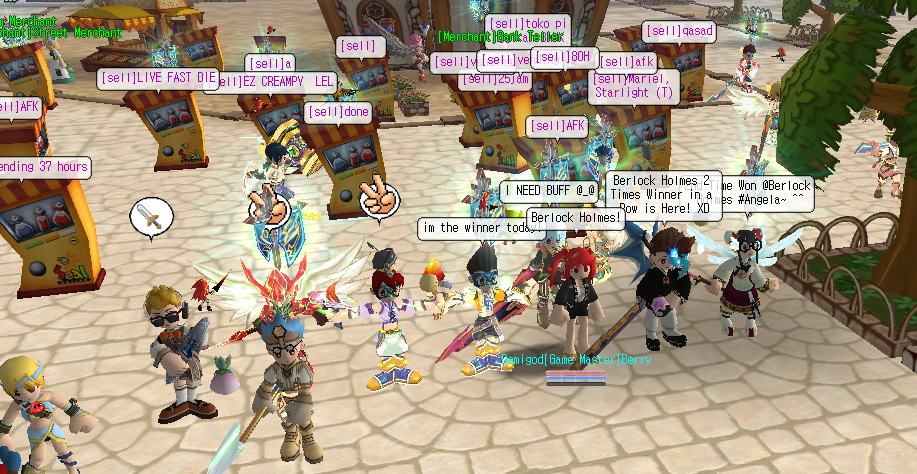 Merchant
Street Merchant
[sell]toko pi
[Merchant]Bank Teller
[sell]qasad
[sell]
[sell]a
[sell]LIVE FAST DIE
EZ CREAMPY LEL
[sell]80H
[sell]afk
[sell]25jam
[sell]Mariel,
Starlight (T)
[sell]done
[sell]AFK
AFK
37 hours
I NEED BUFF @_@
Berlock Holmes 2
Times Winner in a
Row is Here! XD
Time Won @Berlock
#Angela~
im the winner today
Berlock Holmes!
[Game Master]Berry